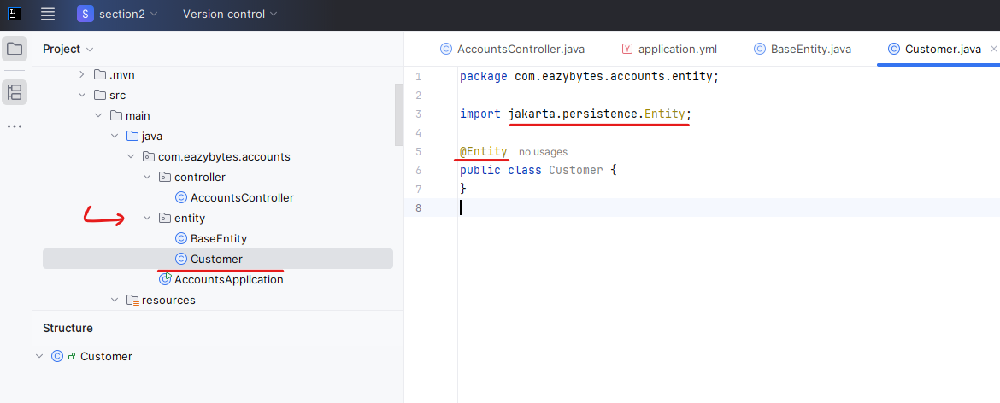 IJ
S section2 Version control
Project
AccountsController.java application.yml BaseEntity.java Customer.java
.mvn
src
main
java
com.eazybytes.accounts
controller
AccountsController
entity
BaseEntity
Customer
AccountsApplication
resources
Structure
Customer
1 package com.eazybytes.accounts.entity;
2
3 import jakarta.persistence.Entity;
4
5 @Entity no usages
6 public class Customer {
7 }
8